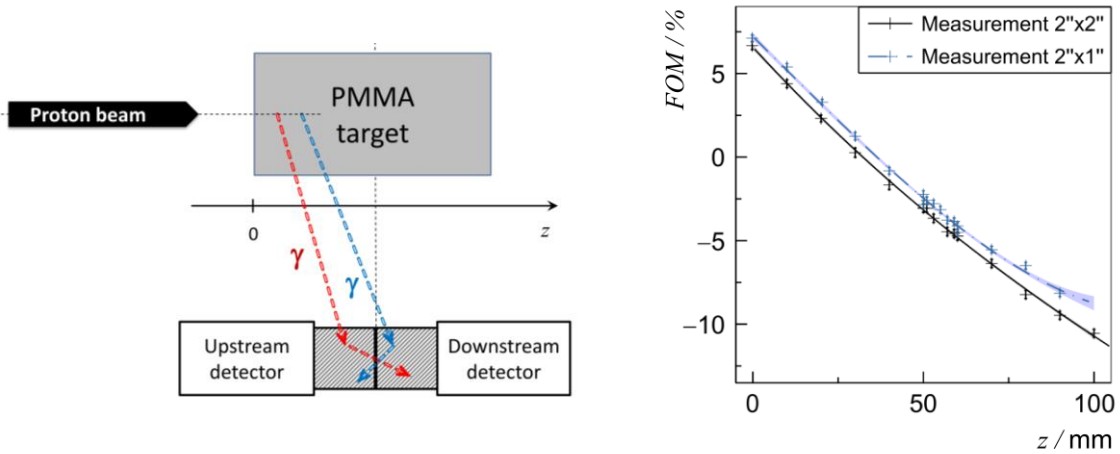 Proton beam
PMMA
target
0
z
γ
γ
Upstream
detector
Downstream
detector
FOM / %
Measurement 2"x2"
Measurement 2"x1"
5
0
−5
−10
0
50
100
z / mm